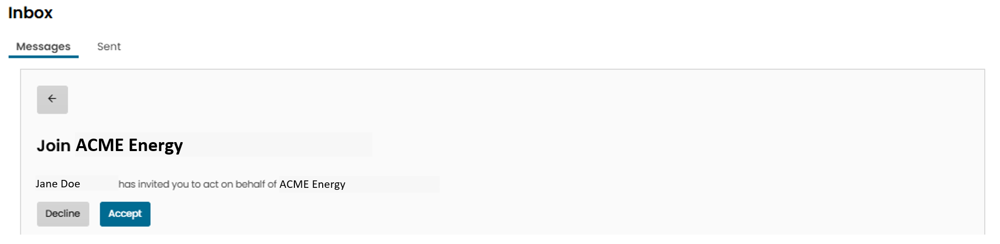 Inbox
Messages Sent
Join ACME Energy
Jane Doe has invited you to act on behalf of ACME Energy
Decline Accept